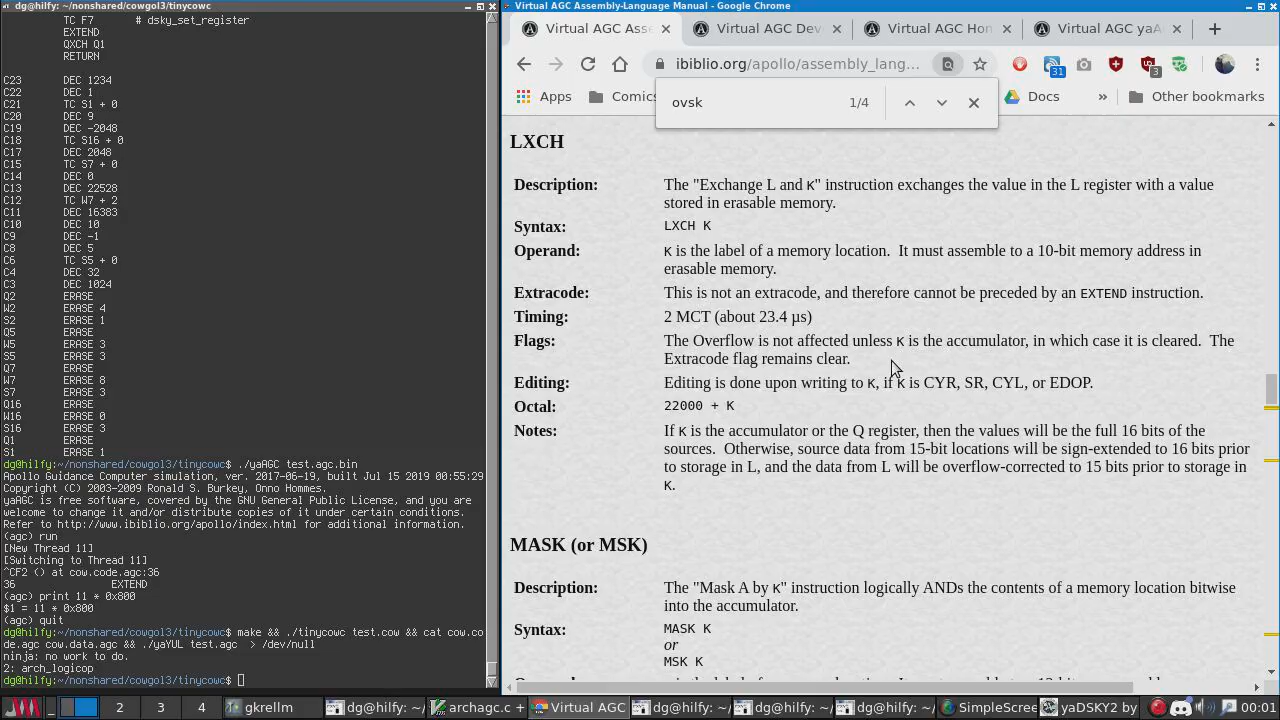 dg@hilfy: ~/nonshared/cowgol3/tinycowc
TC F7 # dsky_set_register
EXTEND
QXCH Q1
RETURN
C23 DEC 1234
C22 DEC 1
C21 TC S1 + 0
C20 DEC 9
C19 DEC -2048
C18 TC S16 + 0
C17 DEC 2048
C15 TC S7 + 0
C14 DEC 0
C13 DEC 22528
C12 TC W7 + 2
C11 DEC 16383
C10 DEC 10
C9 DEC -1
C8 DEC 5
C6 TC S5 + 0
C4 DEC 32
C3 DEC 1024
Q2 ERASE
W2 ERASE 4
S2 ERASE 1
Q5 ERASE
W5 ERASE 3
S5 ERASE 3
Q7 ERASE
W7 ERASE 8
S7 ERASE 3
Q16 ERASE
W16 ERASE 0
S16 ERASE 3
Q1 ERASE
S1 ERASE 1
dg@hilfy:~/nonshared/cowgol3/tinycowc$ ./yaAGC test.agc.bin
Apollo Guidance Computer simulation, ver. 2017-06-19, built Jul 15 2019 00:55:29
Copyright (C) 2003-2009 Ronald S. Burkey, Onno Hommes.
yaAGC is free software, covered by the GNU General Public License, and you are
welcome to change it and/or distribute copies of it under certain conditions.
Refer to http://www.ibiblio.org/apollo/index.html for additional information.
(agc) run
[New Thread 11]
[Switching to Thread 11]
^CF2 () at cow.code.agc:36
36 EXTEND
(agc) print 11 * 0x800
$1 = 11 * 0x800
(agc) quit
dg@hilfy:~/nonshared/cowgol3/tinycowc$ make && ./tinycowc test.cow && cat cow.co
de.agc cow.data.agc && ./yaYUL test.agc > /dev/null
ninja: no work to do.
2: arch_logicop
dg@hilfy:~/nonshared/cowgol3/tinycowc$
Virtual AGC Assembly-Language Manual - Google Chrome
Virtual AGC Asse
Virtual AGC Dev
Virtual AGC Hon
Virtual AGC yaA
ibiblio.org/apollo/assembly_lang...
31
3
Apps
Comics
Docs
»
Other bookmarks
ovsk 1/4
LXCH
Description: The "Exchange L and K" instruction exchanges the value in the L register with a value
stored in erasable memory.
Syntax: LXCH K
Operand: K is the label of a memory location. It must assemble to a 10-bit memory address in
erasable memory.
Extracode: This is not an extracode, and therefore cannot be preceded by an EXTEND instruction.
Timing: 2 MCT (about 23.4 µs)
Flags: The Overflow is not affected unless K is the accumulator, in which case it is cleared. The
Extracode flag remains clear.
Editing: Editing is done upon writing to K, if K is CYR, SR, CYL, or EDOP.
Octal: 22000 + K
Notes: If K is the accumulator or the Q register, then the values will be the full 16 bits of the
sources. Otherwise, source data from 15-bit locations will be sign-extended to 16 bits prior
to storage in L, and the data from L will be overflow-corrected to 15 bits prior to storage in
K.
MASK (or MSK)
Description: The "Mask A by K" instruction logically ANDs the contents of a memory location bitwise
into the accumulator.
Syntax: MASK K
or
MSK K
2
3
4
gkrellm
dg@hilfy: ~
archagc.c +
Virtual AGC
dg@hilfy: ~
dg@hilfy: ~
dg@hilfy: ~
SimpleScree
yaDSKY2 by
00:01